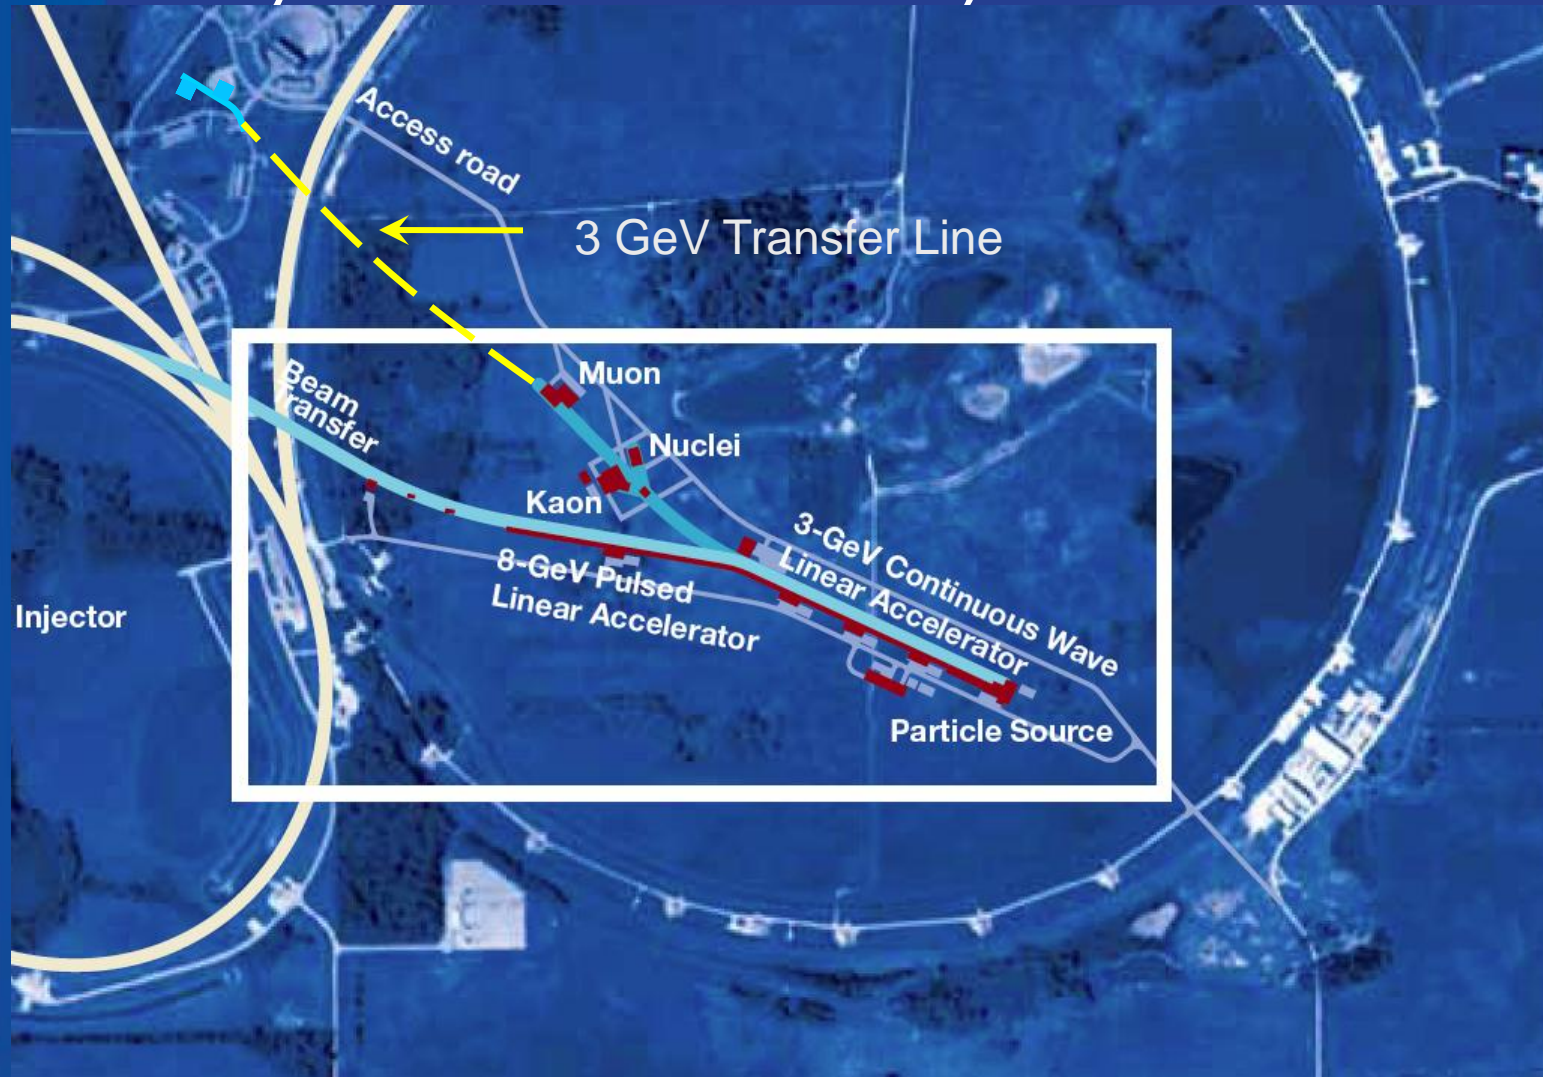 Access road
3 GeV Transfer Line
Beam
Transfer
Muon
Nuclei
Kaon
8-GeV Pulsed
Linear Accelerator
3-GeV Continuous Wave
Linear Accelerator
Injector
Particle Source